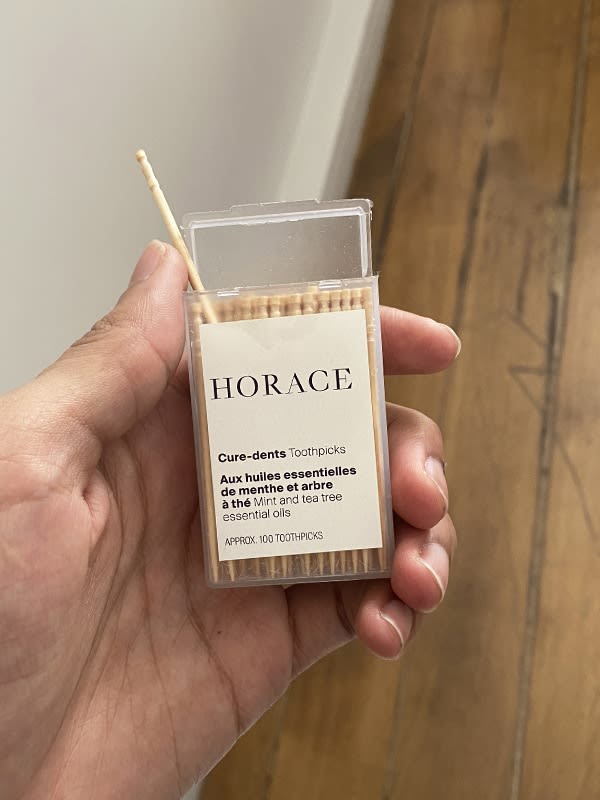 HORACE
Cure-dents Toothpicks
Aux huiles essentielles
de menthe et arbre
à thé Mint and tea tree
essential oils
APPROX. 100 TOOTHPICKS